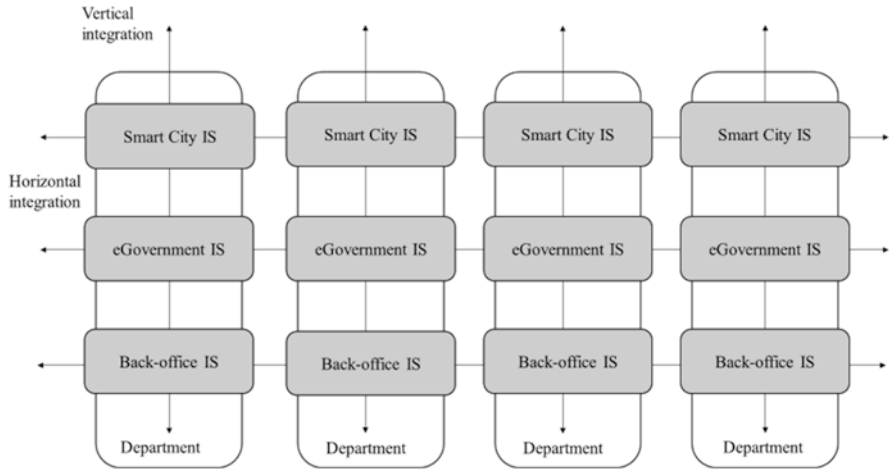 Vertical
integration
Smart City IS
Smart City IS
Smart City IS
Smart City IS
Horizontal
integration
eGovernment IS
eGovernment IS
eGovernment IS
eGovernment IS
Back-office IS
Back-office IS
Back-office IS
Back-office IS
Department
Department
Department
Department